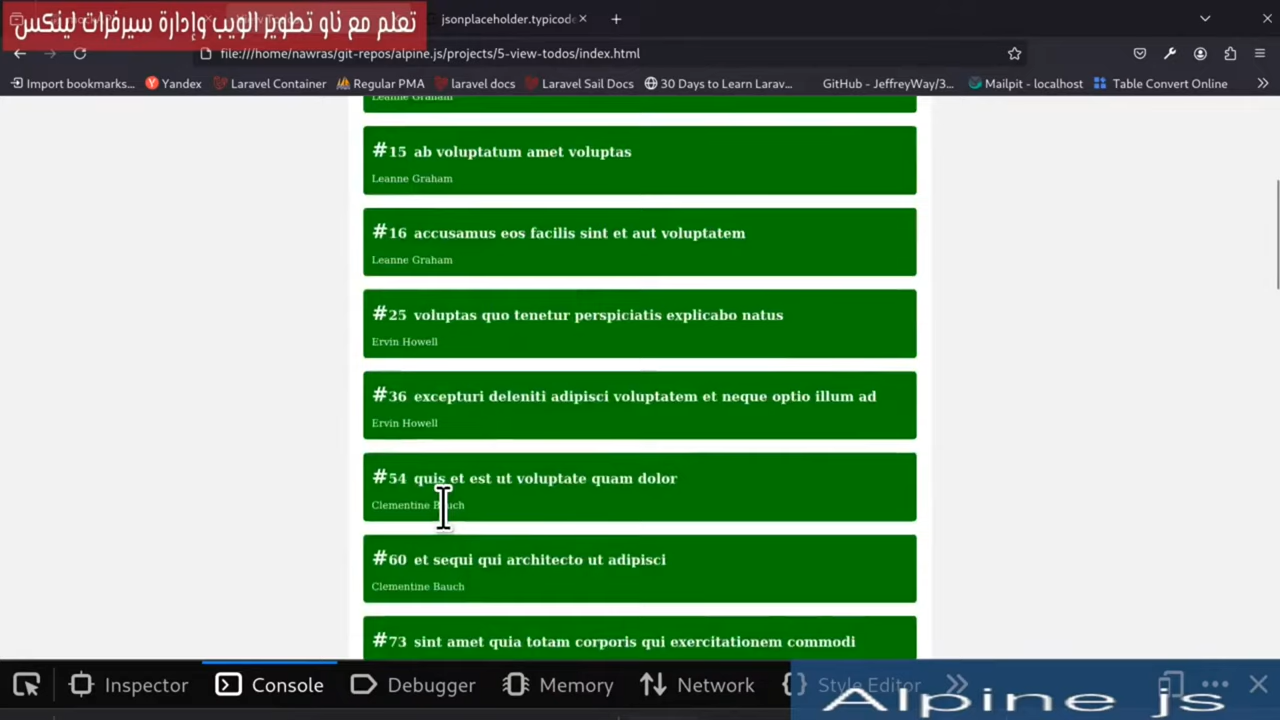 تعلم مع ناو تطوير الويب وإدارة سيرفرات لينكس
jsonplaceholder.typicode
file:///home/nawras/git-repos/alpine.js/projects/5-view-todos/index.html
Import bookmarks... Yandex Laravel Container Regular PMA laravel docs Laravel Sail Docs 30 Days to Learn Larav... GitHub - JeffreyWay/3... Mailpit - localhost Table Convert Online
Leanne Graham
#15 ab voluptatum amet voluptas
Leanne Graham
#16 accusamus eos facilis sint et aut voluptatem
Leanne Graham
#25 voluptas quo tenetur perspiciatis explicabo natus
Ervin Howell
#36 excepturi deleniti adipisci voluptatem et neque optio illum ad
Ervin Howell
#54 quis et est ut voluptate quam dolor
Clementine Bauch
#60 et sequi qui architecto ut adipisci
Clementine Bauch
#73 sint amet quia totam corporis qui exercitationem commodi
Inspector Console Debugger Memory Network Style Editor
Alpine js